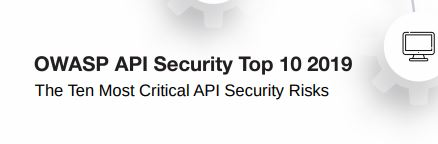 OWASP API Security Top 10 2019
The Ten Most Critical API Security Risks